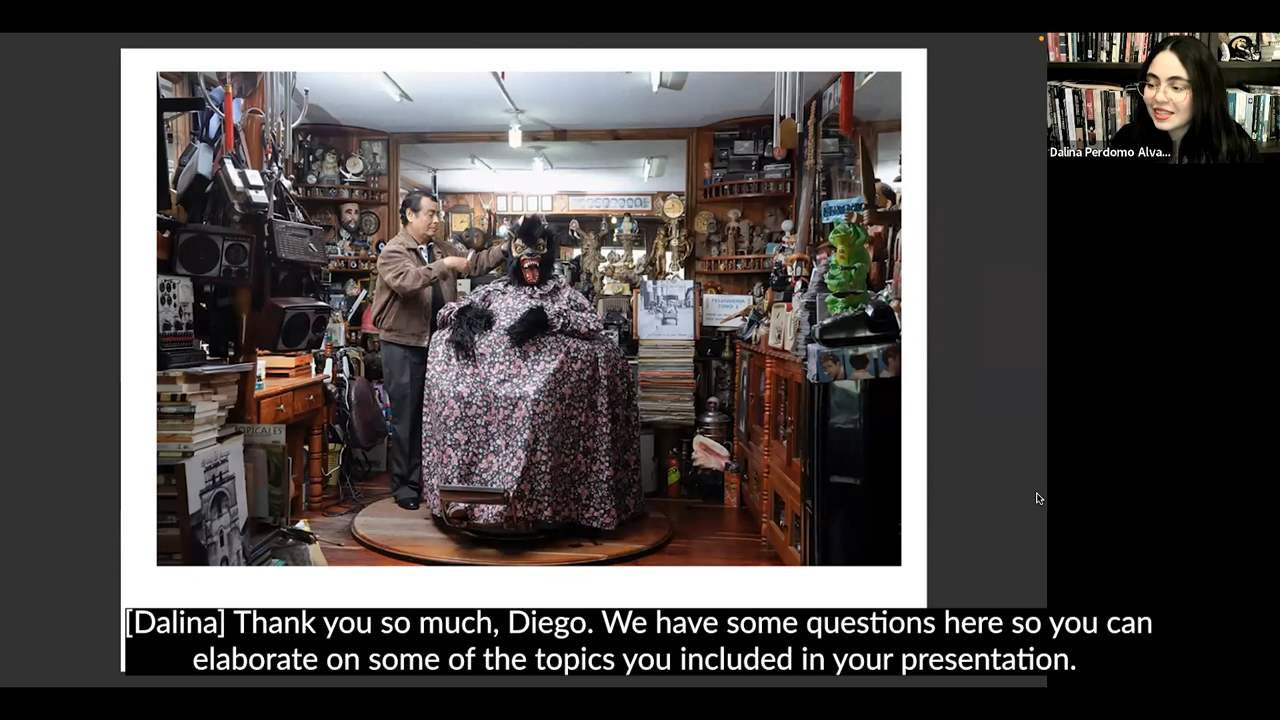 Dalina Perdomo Alva...
TOPICALES
[Dalina] Thank you so much, Diego. We have some questions here so you can
elaborate on some of the topics you included in your presentation.